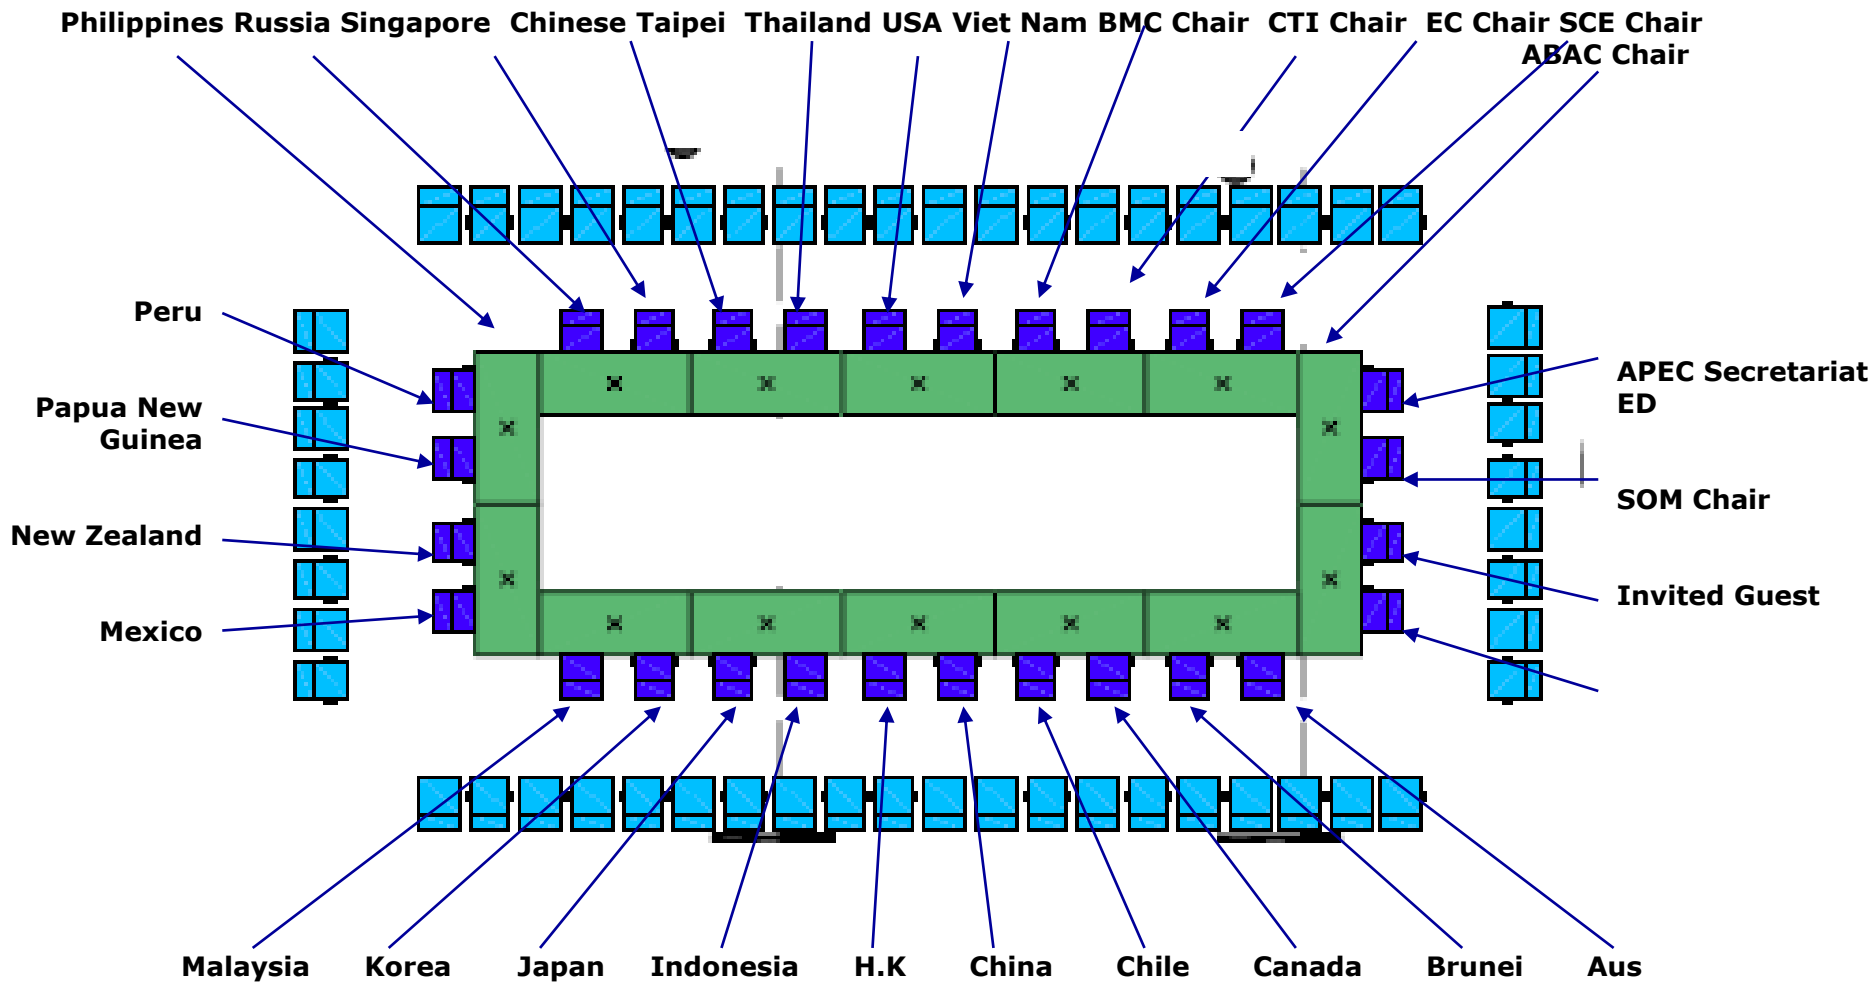 Philippines Russia Singapore Chinese Taipei Thailand USA Viet Nam BMC Chair CTI Chair EC Chair SCE Chair
ABAC Chair
Peru
Papua New
Guinea
New Zealand
Mexico
APEC Secretariat
ED
SOM Chair
Invited Guest
Malaysia Korea Japan Indonesia H.K China Chile Canada Brunei Aus